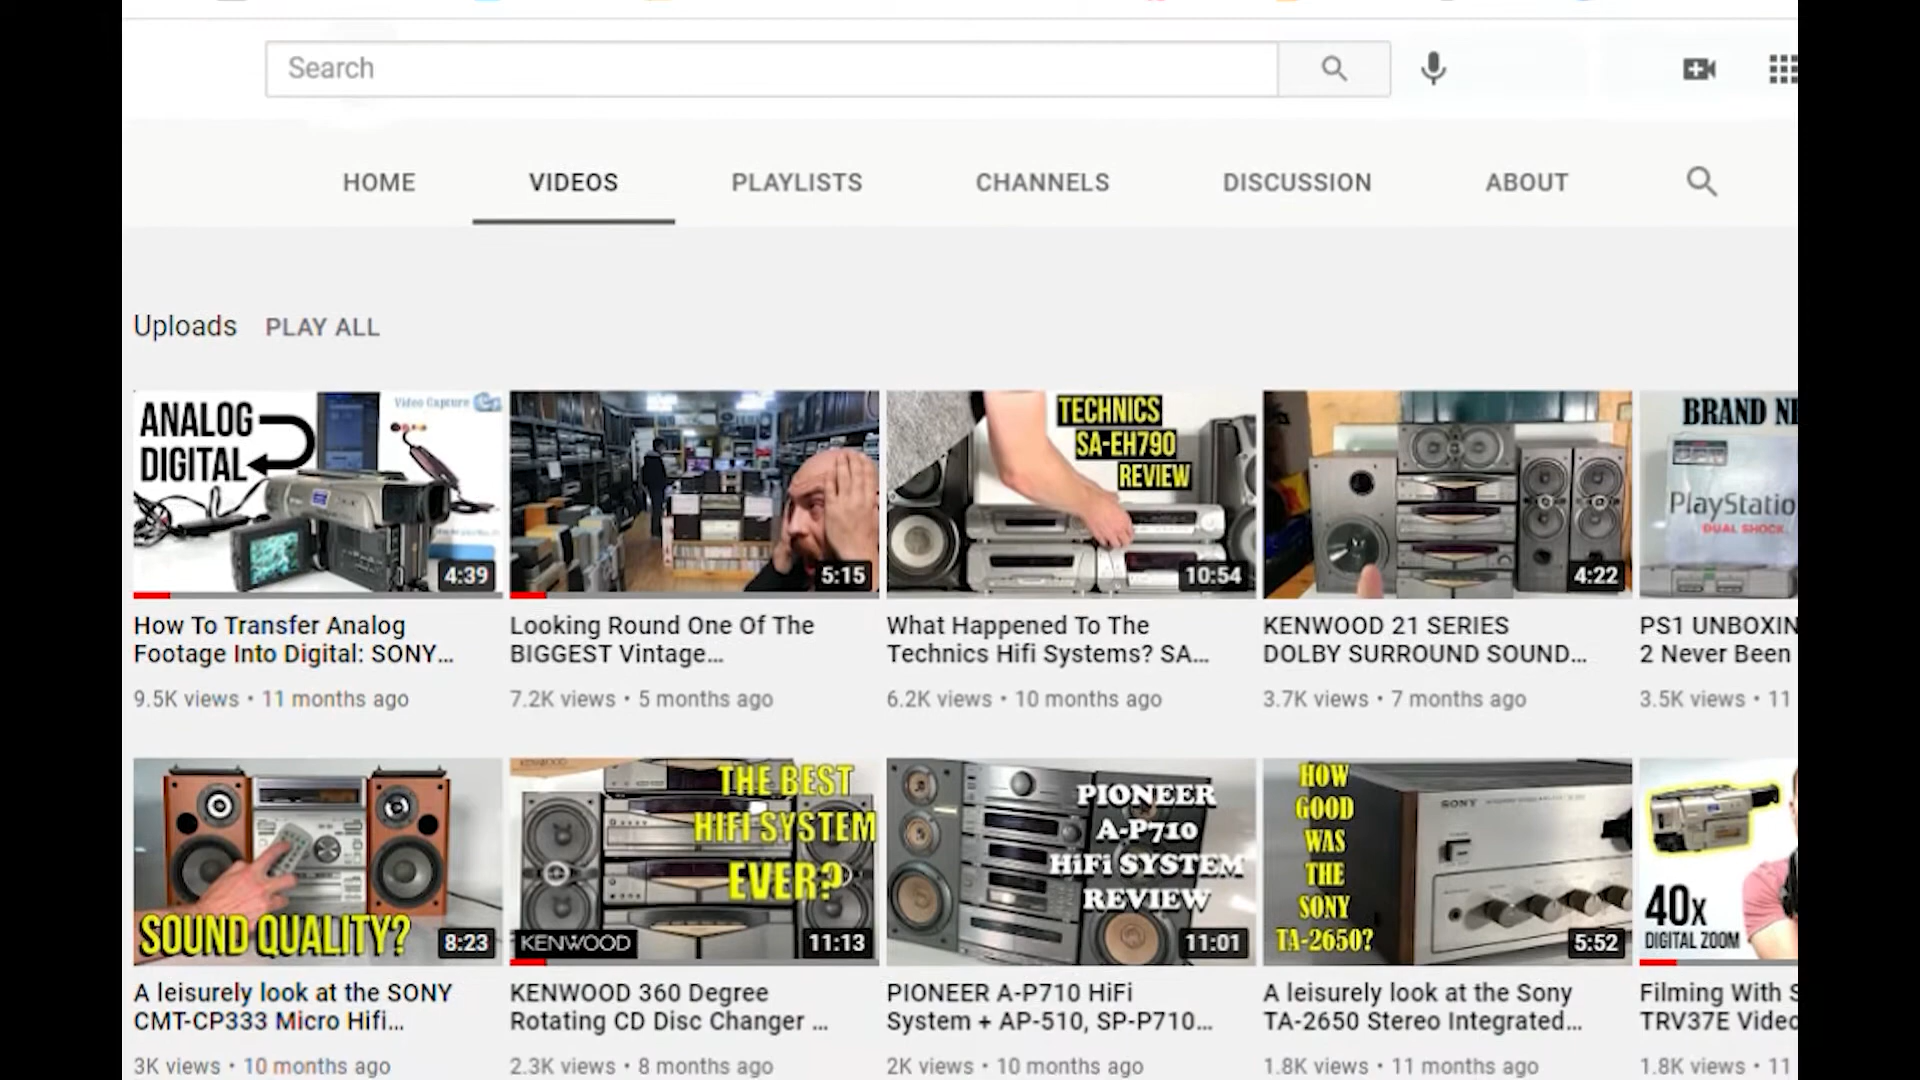 Search
HOME VIDEOS PLAYLISTS CHANNELS DISCUSSION ABOUT
Uploads PLAY ALL
ANALOG
DIGITAL
Video Capture
4:39
5:15
TECHNICS
SA-EH790
REVIEW
10:54
4:22
BRAND
PlayStatio
DUAL SHOCK
How To Transfer Analog
Footage Into Digital: SONY...
9.5K views • 11 months ago
Looking Round One Of The
BIGGEST Vintage...
7.2K views • 5 months ago
What Happened To The
Technics Hifi Systems? SA...
6.2K views • 10 months ago
KENWOOD 21 SERIES
DOLBY SURROUND SOUND...
3.7K views • 7 months ago
PS1 UNBOXIN
2 Never Been
3.5K views • 11
SOUND QUALITY?
8:23
THE BEST
HIFI SYSTEM
EVER?
KENWOOD
11:13
PIONEER
A-P710
HiFi SYSTEM
REVIEW
11:01
HOW
GOOD
WAS
THE
SONY
TA-2650?
SONY
5:52
40x
DIGITAL ZOOM
A leisurely look at the SONY
CMT-CP333 Micro Hifi...
3K views • 10 months ago
KENWOOD 360 Degree
Rotating CD Disc Changer ...
2.3K views • 8 months ago
PIONEER A-P710 HiFi
System + AP-510, SP-P710...
2K views • 10 months ago
A leisurely look at the Sony
TA-2650 Stereo Integrated...
1.8K views • 11 months ago
Filming With S
TRV37E Video
1.8K views • 11